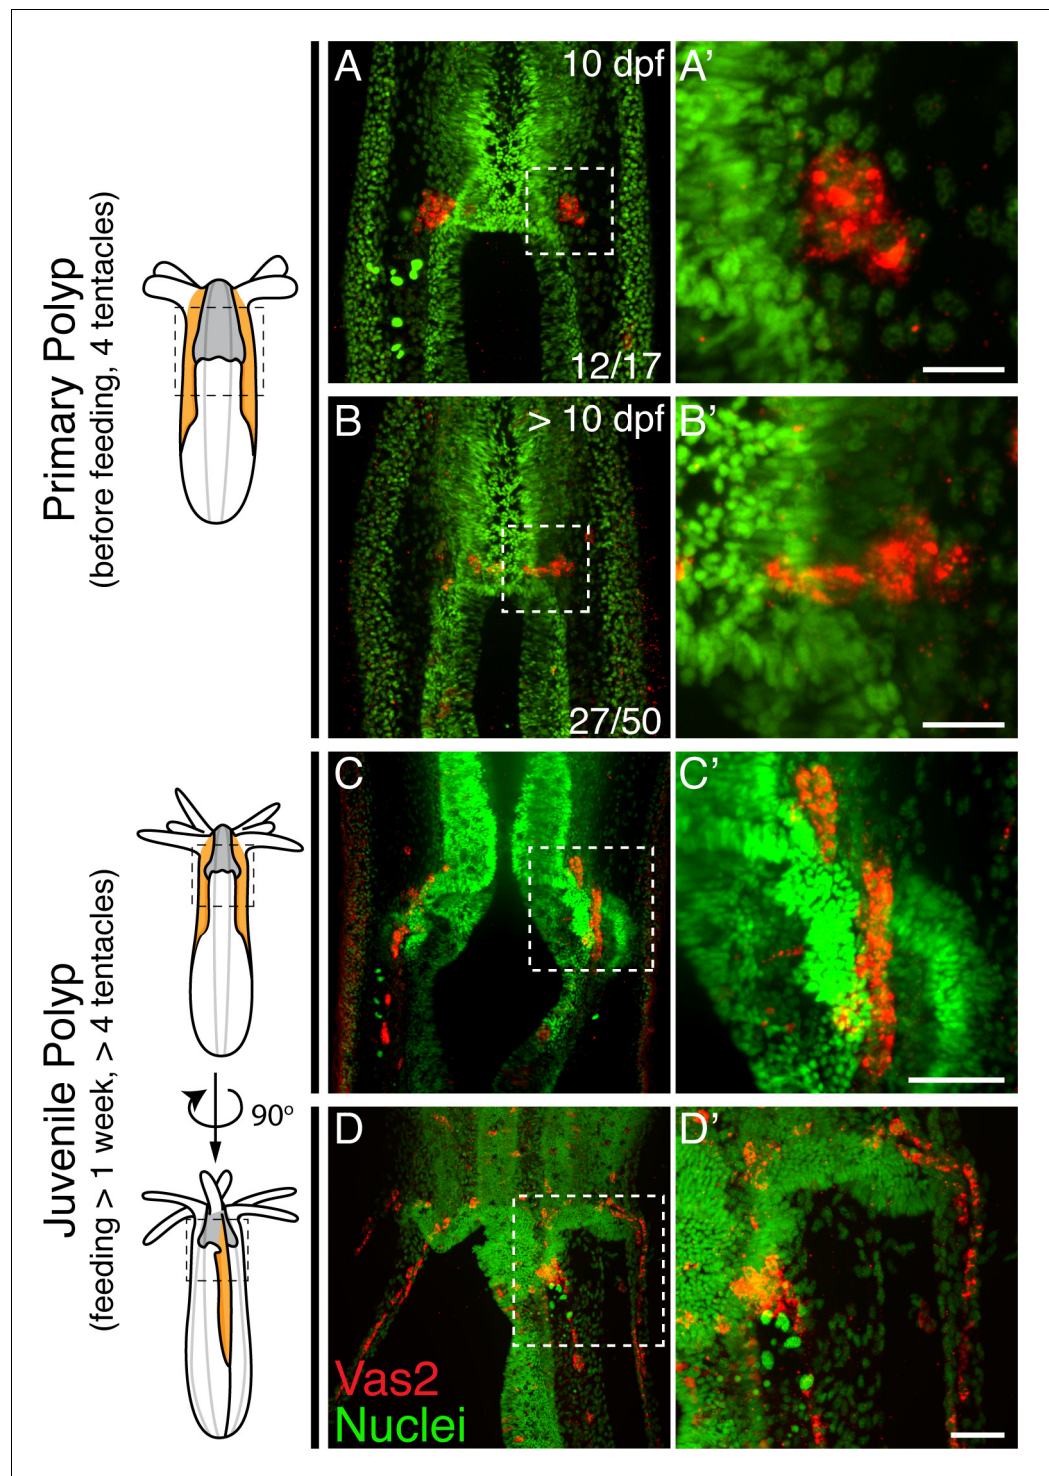 Primary Polyp
(before feeding, 4 tentacles)
A
10 dpf
12/17
A'
B
> 10 dpf
27/50
B'
Juvenile Polyp
(feeding > 1 week, > 4 tentacles)
90°
C
C'
D
Vas2
Nuclei
D'